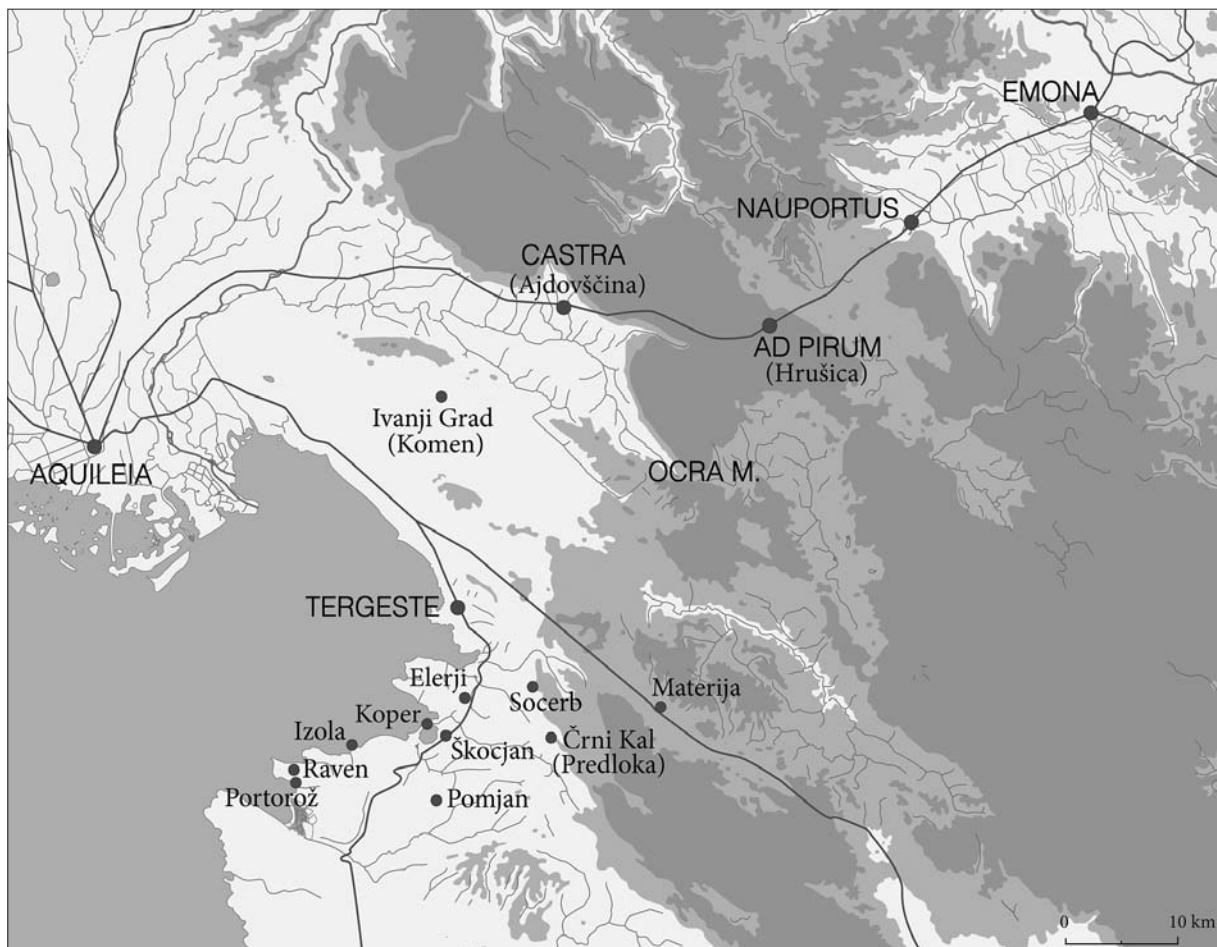 EMONA
NAUPORTUS
CASTRA
(Ajdovščina)
AD PIRUM
(Hrušica)
Ivanji Grad
(Komen)
AQUILEIA
OCRA M.
TERGESTE
Elerji
Socerb
Materija
Koper
Izola
Škocjan
Črni Kal
(Predloka)
Raven
Portorož
Pomjan
0 10 km